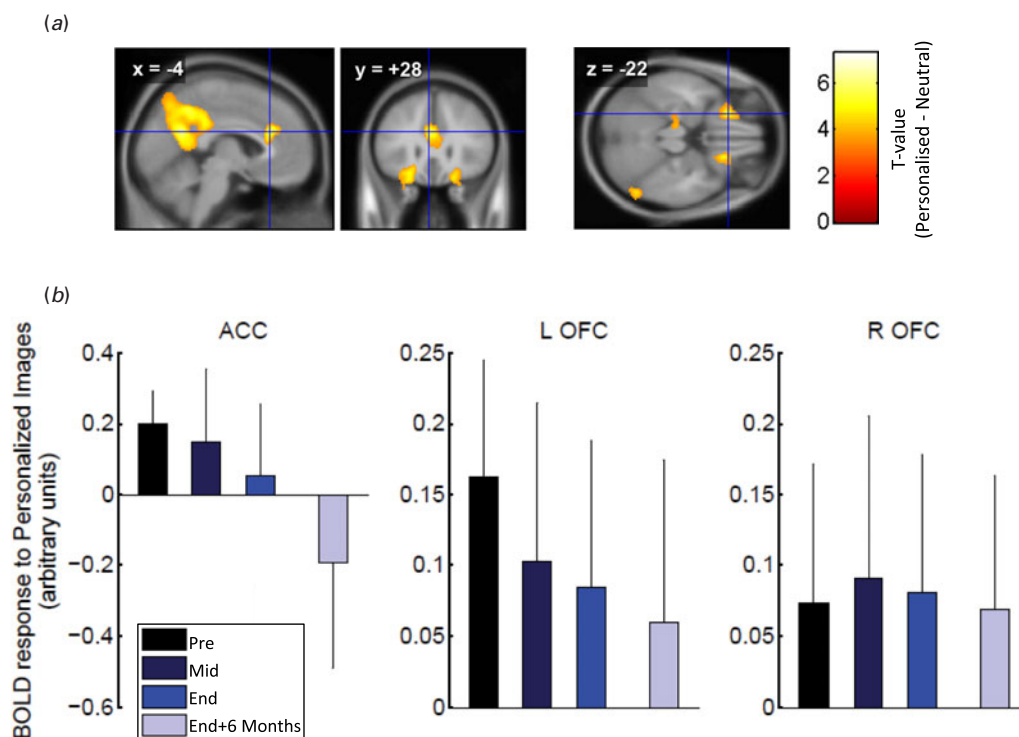 (a)
x = -4
y = +28
z = -22
6
4
2
0
T-value
(Personalised - Neutral)
(b)
BOLD response to Personalized Images
(arbitrary units)
ACC
0.4
0.2
0
−0.2
−0.4
−0.6
Pre
Mid
End
End+6 Months
L OFC
0.25
0.2
0.15
0.1
0.05
0
R OFC
0.25
0.2
0.15
0.1
0.05
0